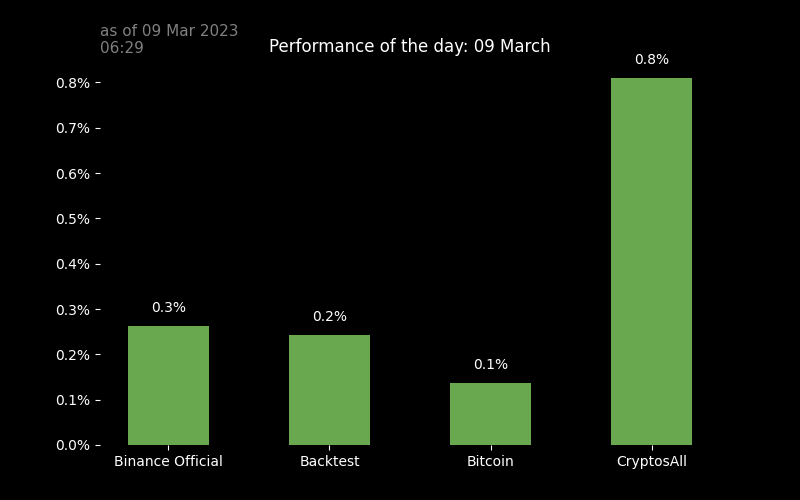 as of 09 Mar 2023
06:29
Performance of the day: 09 March
0.8%
0.7%
0.6%
0.5%
0.4%
0.3%
0.2%
0.1%
0.0%
0.3%
0.2%
0.1%
0.8%
Binance Official
Backtest
Bitcoin
CryptosAll